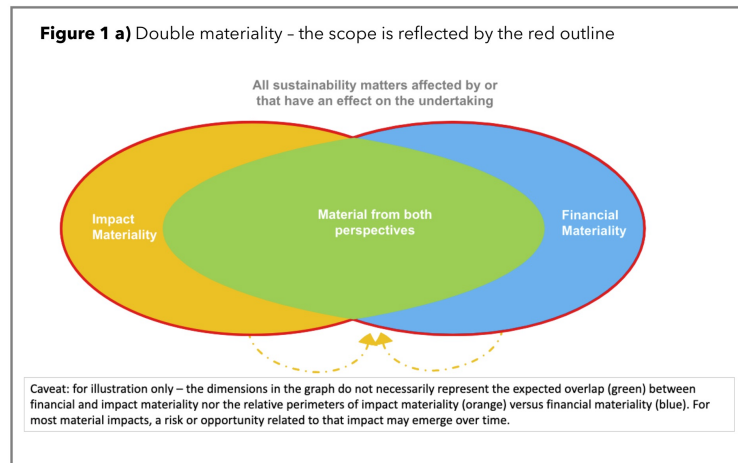 Figure 1 a) Double materiality – the scope is reflected by the red outline
All sustainability matters affected by or
that have an effect on the undertaking
Impact
Materiality
Material from both
perspectives
Financial
Materiality
Caveat: for illustration only – the dimensions in the graph do not necessarily represent the expected overlap (green) between
financial and impact materiality nor the relative perimeters of impact materiality (orange) versus financial materiality (blue). For
most material impacts, a risk or opportunity related to that impact may emerge over time.